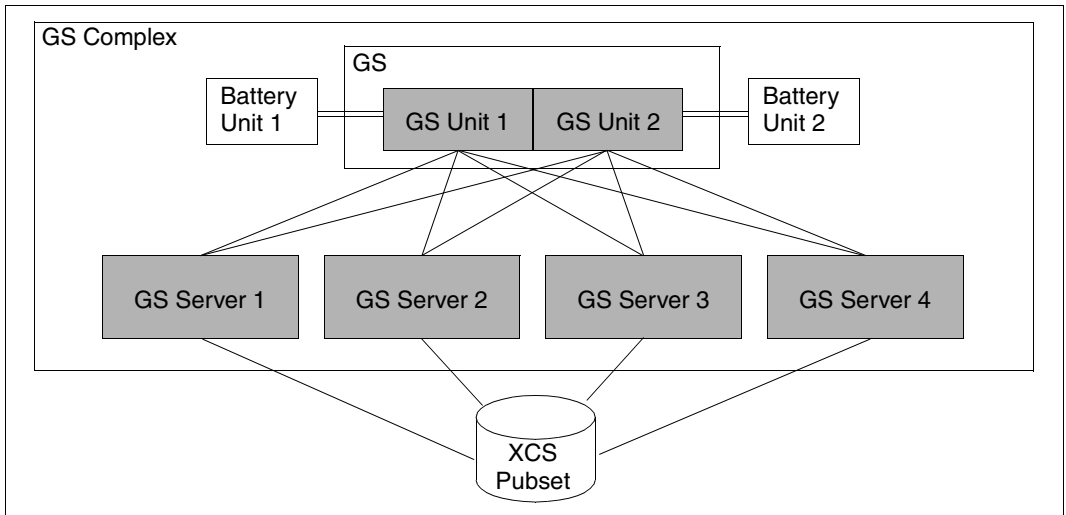 GS Complex
GS
Battery
Unit 1
GS Unit 1
GS Unit 2
Battery
Unit 2
GS Server 1
GS Server 2
GS Server 3
GS Server 4
XCS
Pubset